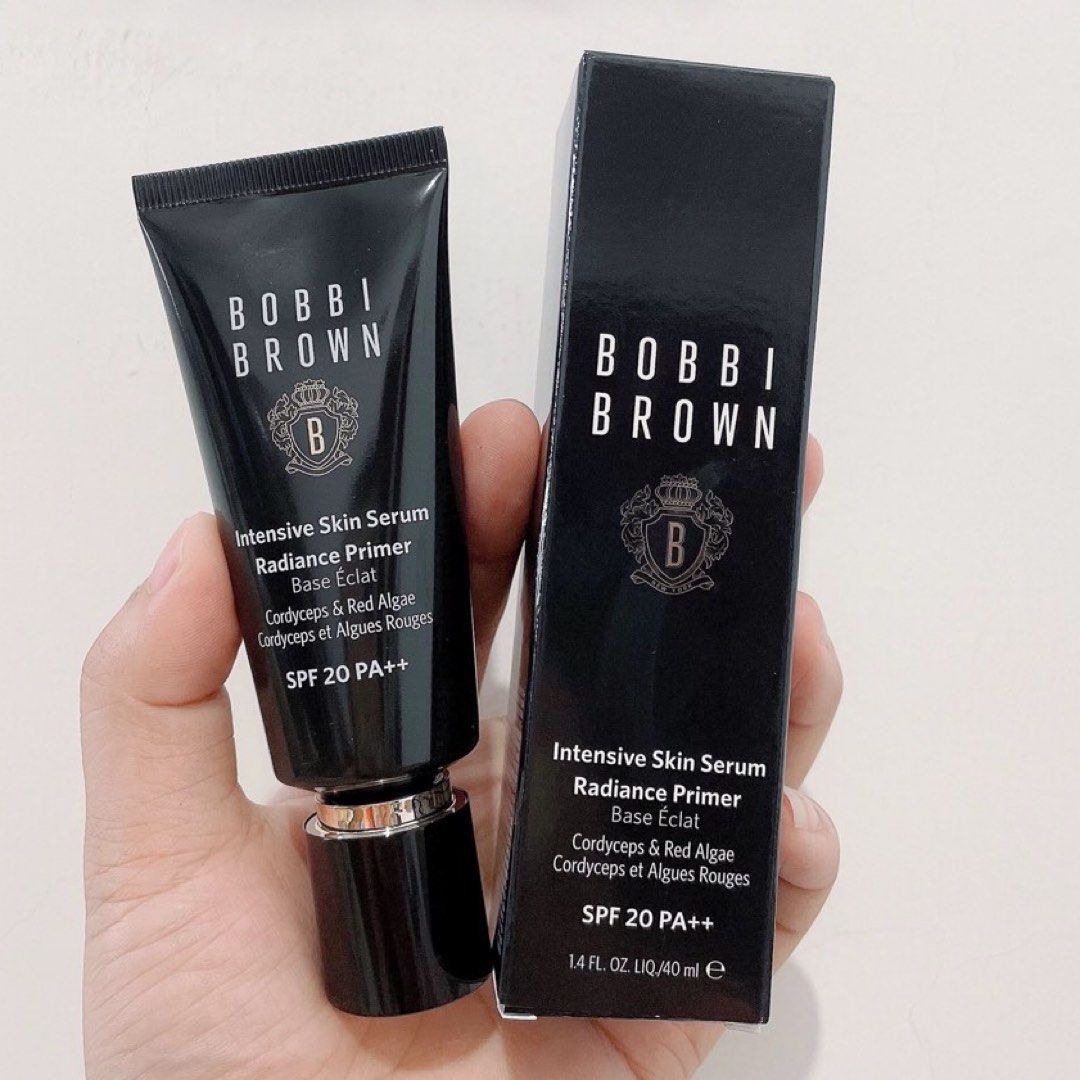 BOBBI
BROWN
B
Intensive Skin Serum
Radiance Primer
Base Éclat
Cordyceps & Red Algae
Cordyceps et Algues Rouges
SPF 20 PA++
BOBBI
BROWN
B
NEW YORK
Intensive Skin Serum
Radiance Primer
Base Éclat
Cordyceps & Red Algae
Cordyceps et Algues Rouges
SPF 20 PA++
1.4 FL. OZ. LIQ./40 ml ℮